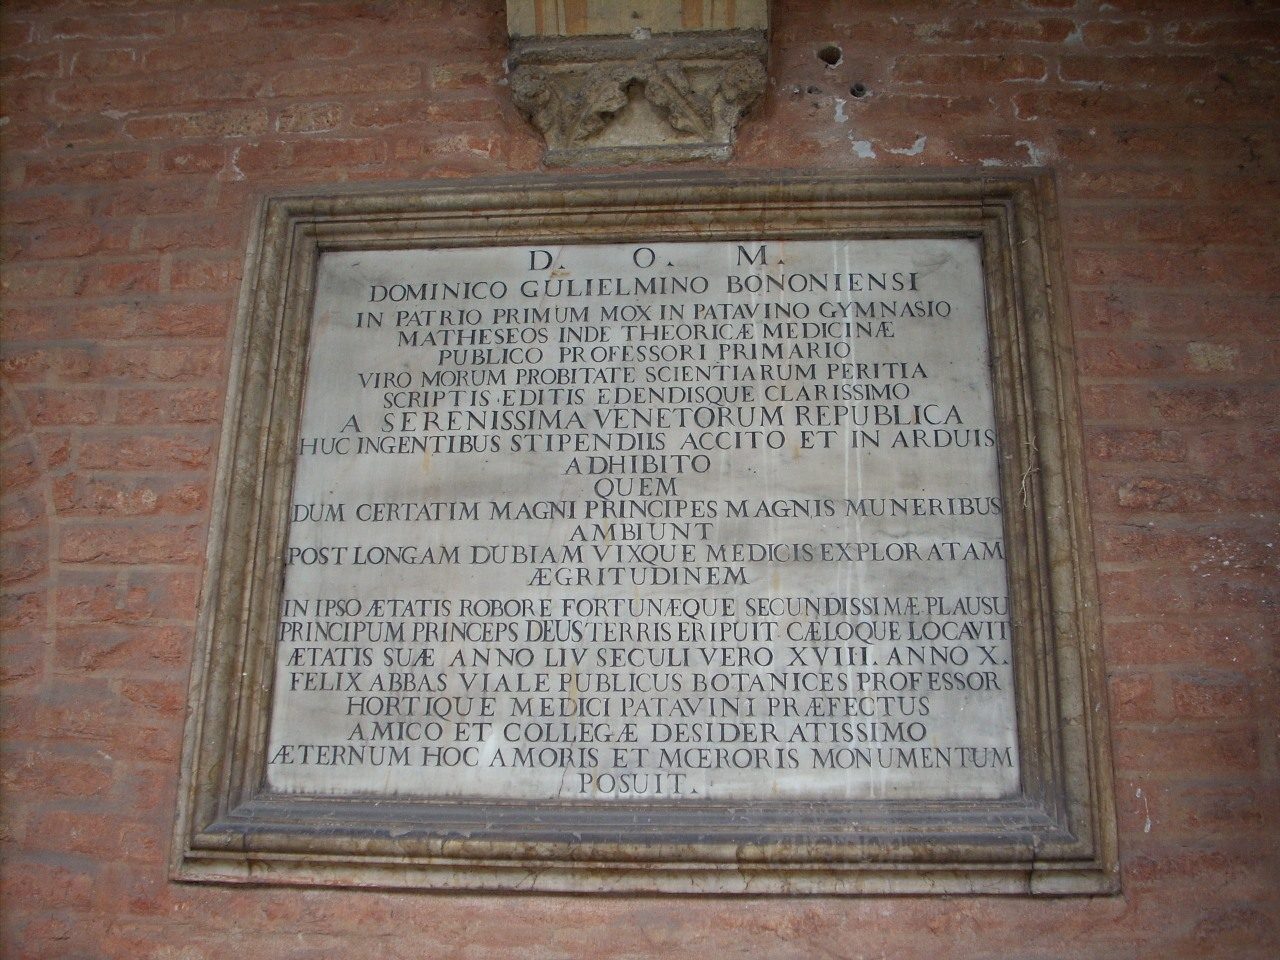 D. O. M.
DOMINICO GULIELMINO BONONIENSI
IN PATRIO PRIMUM MOX IN PATAVINO GYMNASIO
MATHESEOS INDE THEORICÆ MEDICINÆ
PUBLICO PROFESSORI PRIMARIO
VIRO MORUM PROBITATE SCIENTIARUM PERITIA
SCRIPTIS EDITIS EDENDISQUE CLARISSIMO
A SERENISSIMA VENETORUM REPUBLICA
HUC INGENTIBUS STIPENDIIS ACCITO ET IN ARDUIS
ADHIBITO
QUEM
DUM CERTATIM MAGNI PRINCIPES MAGNIS MUNERIBUS
AMBIUNT
POST LONGAM DUBIAM VIXQUE MEDICIS EXPLORATAM
ÆGRITUDINEM
IN IPSO ÆTATIS ROBORE FORTUNÆQUE SECUNDISSIMÆ PLAUSU
PRINCIPUM PRINCEPS DEUS TERRIS ERIPUIT CÆLOQUE LOCAVIT
ÆTATIS SUÆ ANNO LIV SECULI VERO XVIII. ANNO X.
FELIX ABBAS VIALE PUBLICUS BOTANICES PROFESSOR
HORTIQUE MEDICI PATAVINI PRÆFECTUS
AMICO ET COLLEGÆ DESIDERATISSIMO
ÆTERNUM HOC AMORIS ET MŒRORIS MONUMENTUM
POSUIT.